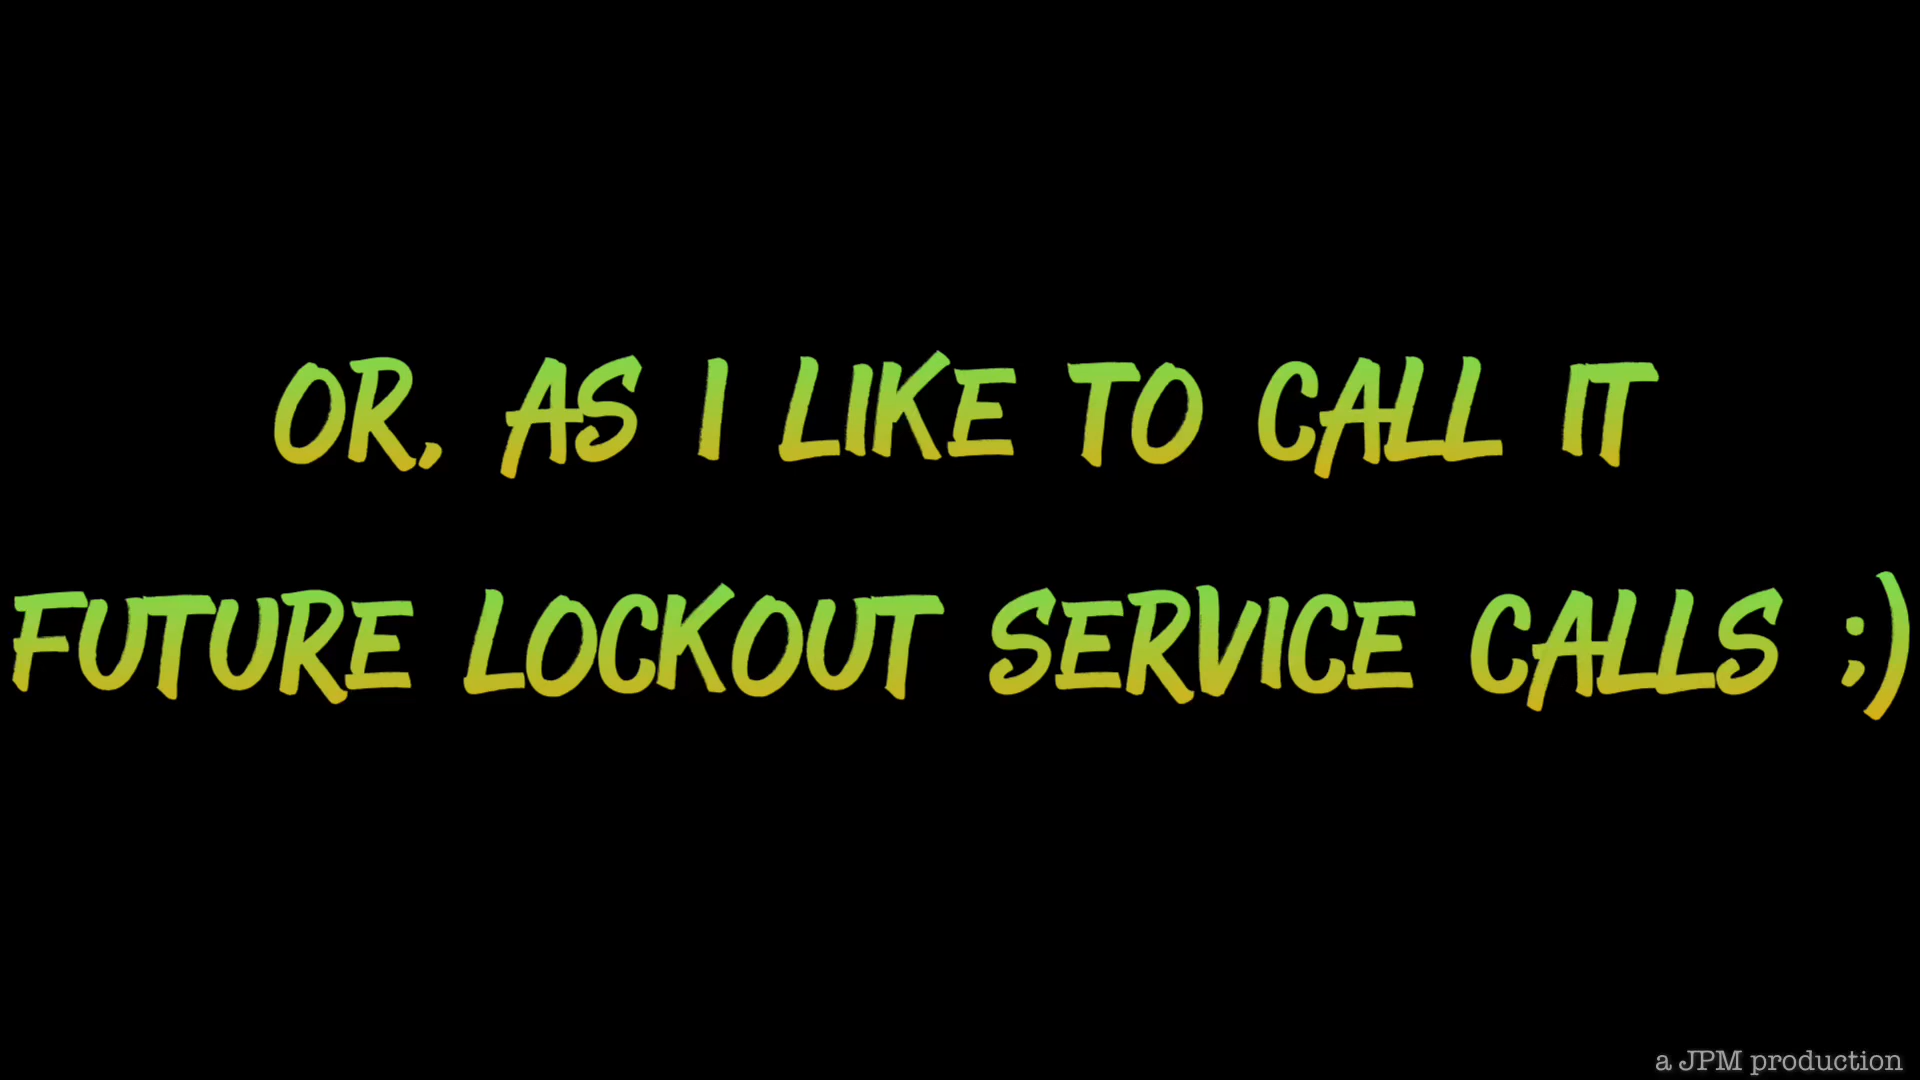 OR, AS I LIKE TO CALL IT
FUTURE LOCKOUT SERVICE CALLS ;)
a JPM production